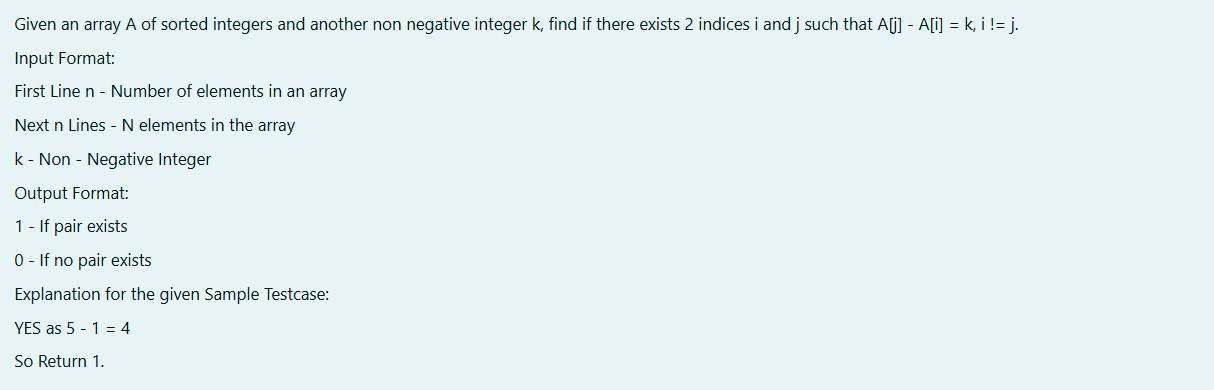 Given an array A of sorted integers and another non negative integer k, find if there exists 2 indices i and j such that A[j] - A[i] = k, i != j.
Input Format:
First Line n - Number of elements in an array
Next n Lines - N elements in the array
k - Non - Negative Integer
Output Format:
1 - If pair exists
0 - If no pair exists
Explanation for the given Sample Testcase:
YES as 5 - 1 = 4
So Return 1.